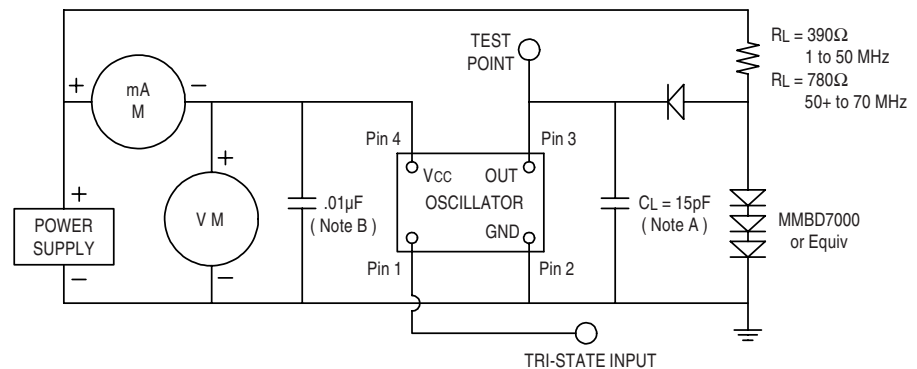 TEST
POINT
RL = 390Ω
1 to 50 MHz
RL = 780Ω
50+ to 70 MHz
+
mA
M
−
Pin 4
Pin 3
+
VCC
OUT
OSCILLATOR
GND
+
POWER
SUPPLY
−
V M
−
.01µF
( Note B )
CL = 15pF
( Note A )
MMBD7000
or Equiv
Pin 1
Pin 2
TRI-STATE INPUT